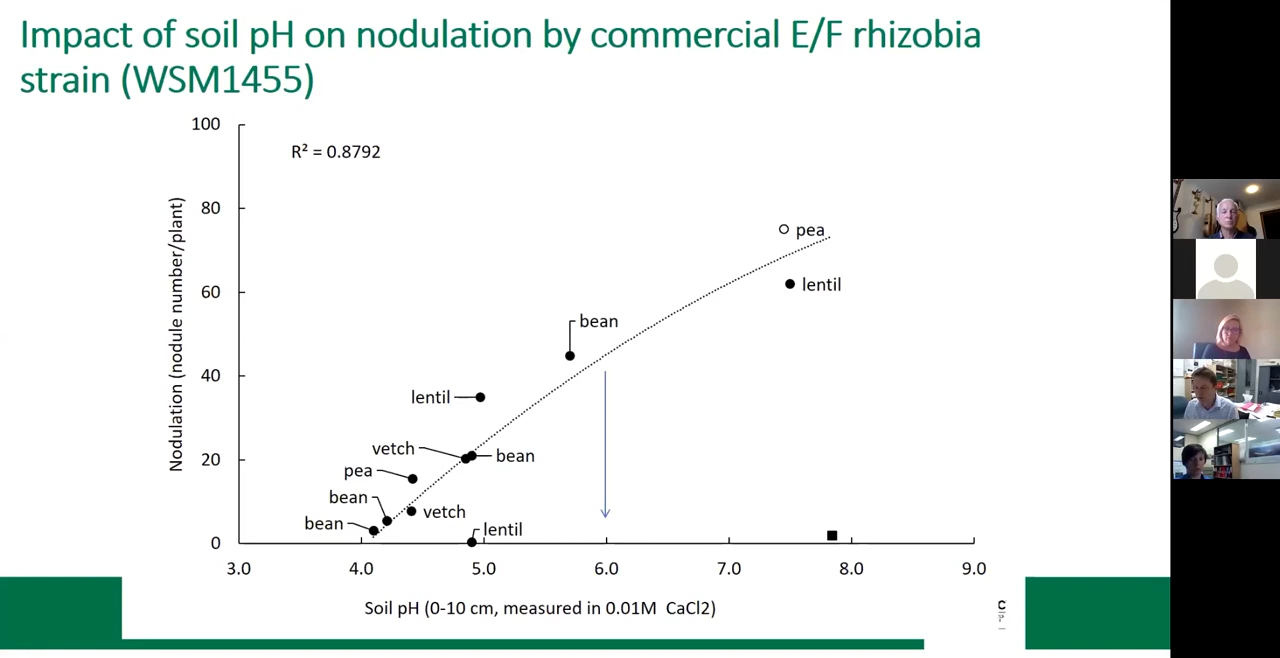 Impact of soil pH on nodulation by commercial E/F rhizobia
strain (WSM1455)
100
R² = 0.8792
80
60
40
20
0
Nodulation (nodule number/plant)
pea
lentil
bean
lentil
vetch
bean
pea
bean
vetch
bean
lentil
3.0 4.0 5.0 6.0 7.0 8.0 9.0
Soil pH (0-10 cm, measured in 0.01M CaCl2)